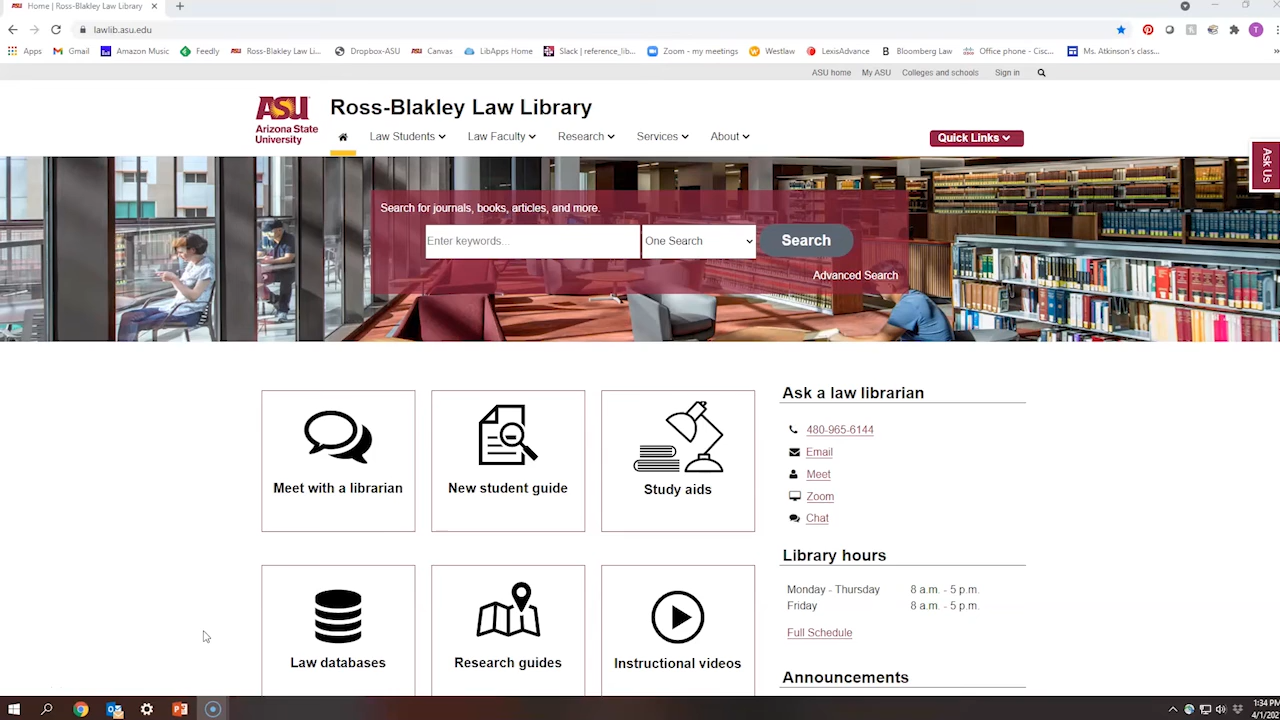 Home | Ross-Blakley Law Library
lawlib.asu.edu
T
Apps
Gmail
Amazon Music
Feedly
Ross-Blakley Law Li...
Dropbox-ASU
Canvas
LibApps Home
Slack | reference_lib...
Zoom - my meetings
Westlaw
LexisAdvance
Bloomberg Law
Office phone - Cisc...
Ms. Atkinson's class...
ASU home
My ASU
Colleges and schools
Sign in
ASU
Arizona State
University
Ross-Blakley Law Library
Law Students
Law Faculty
Research
Services
About
Quick Links
Ask Us
Search for journals, books, articles, and more.
Enter keywords...
One Search
Search
Advanced Search
Meet with a librarian
New student guide
Study aids
Law databases
Research guides
Instructional videos
Ask a law librarian
480-965-6144
Email
Meet
Zoom
Chat
Library hours
Monday - Thursday 8 a.m. - 5 p.m.
Friday 8 a.m. - 5 p.m.
Full Schedule
Announcements
1:34 PM
4/1/202